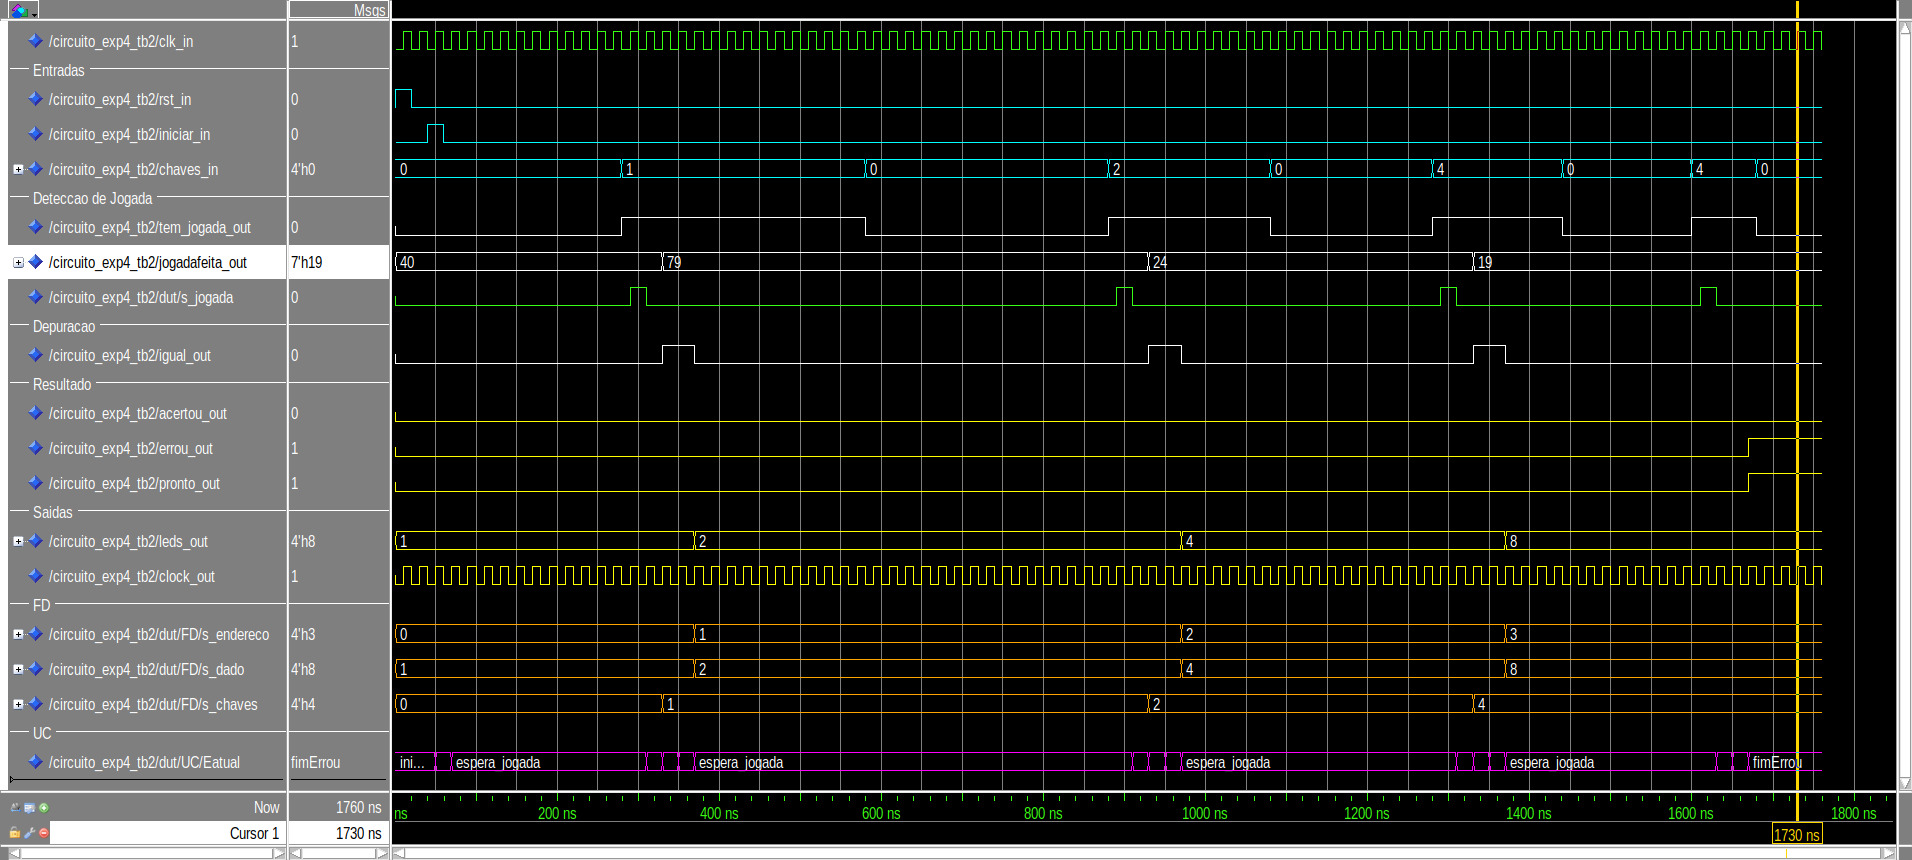 Msgs
/circuito_exp4_tb2/clk_in 1
Entradas
/circuito_exp4_tb2/rst_in 0
/circuito_exp4_tb2/iniciar_in 0
/circuito_exp4_tb2/chaves_in 4'h0 0 1 0 2 0 4 0 4 0
Deteccao de Jogada
/circuito_exp4_tb2/tem_jogada_out 0
/circuito_exp4_tb2/jogadafeita_out 7'h19 40 79 24 19
/circuito_exp4_tb2/dut/s_jogada 0
Depuracao
/circuito_exp4_tb2/igual_out 0
Resultado
/circuito_exp4_tb2/acertou_out 0
/circuito_exp4_tb2/errou_out 1
/circuito_exp4_tb2/pronto_out 1
Saidas
/circuito_exp4_tb2/leds_out 4'h8 1 2 4 8
/circuito_exp4_tb2/clock_out 1
FD
/circuito_exp4_tb2/dut/FD/s_endereco 4'h3 0 1 2 3
/circuito_exp4_tb2/dut/FD/s_dado 4'h8 1 2 4 8
/circuito_exp4_tb2/dut/FD/s_chaves 4'h4 0 1 2 4
UC
/circuito_exp4_tb2/dut/UC/Eatual fimErrou ini... espera_jogada espera_jogada espera_jogada espera_jogada fimErrou
Now 1760 ns ns 200 ns 400 ns 600 ns 800 ns 1000 ns 1200 ns 1400 ns 1600 ns 1800 ns
Cursor 1 1730 ns 1730 ns